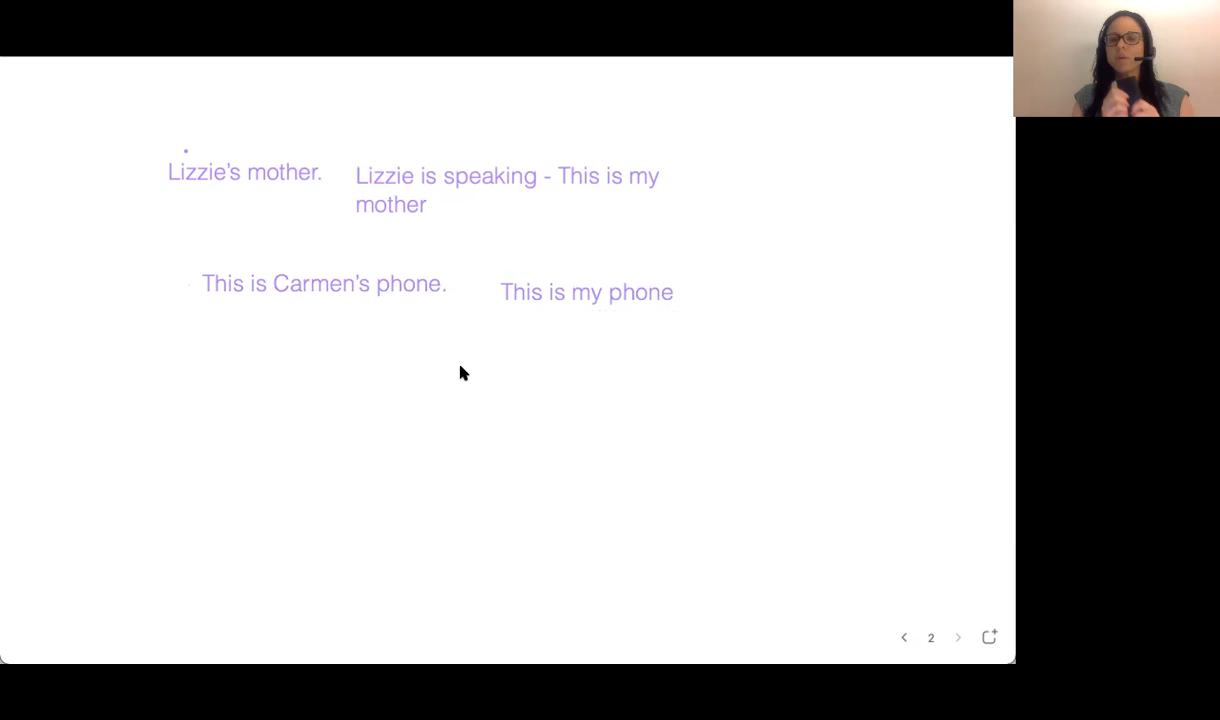 Lizzie’s mother.
Lizzie is speaking - This is my
mother
This is Carmen’s phone.
This is my phone
2